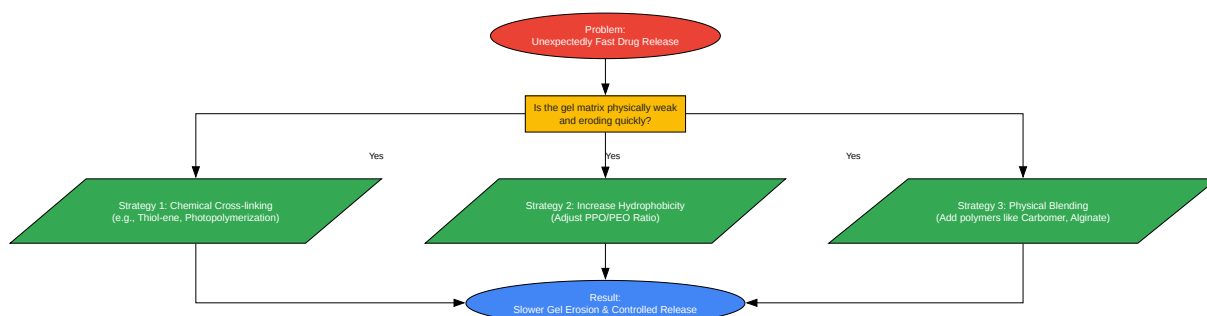 Problem:
Unexpectedly Fast Drug Release
Is the gel matrix physically weak
and eroding quickly?
Yes
Yes
Yes
Strategy 1: Chemical Cross-linking
(e.g., Thiol-ene, Photopolymerization)
Strategy 2: Increase Hydrophobicity
(Adjust PPO/PEO Ratio)
Strategy 3: Physical Blending
(Add polymers like Carbomer, Alginate)
Result:
Slower Gel Erosion & Controlled Release